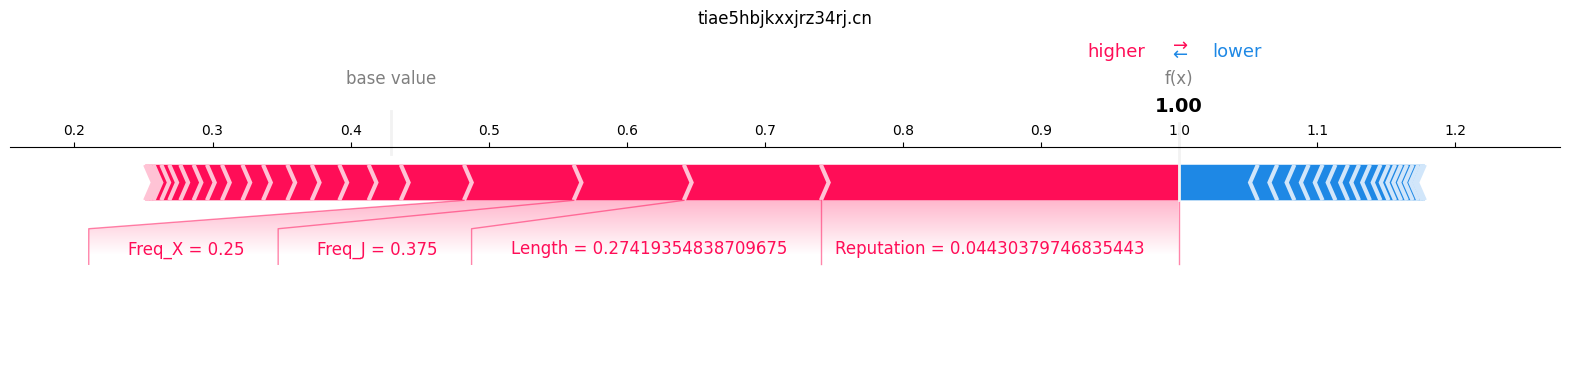 tiae5hbjkxxjrz34rj.cn
higher ⇄ lower
base value f(x)
1.00
0.2 0.3 0.4 0.5 0.6 0.7 0.8 0.9 1.0 1.1 1.2
Freq_X = 0.25 Freq_J = 0.375 Length = 0.27419354838709675 Reputation = 0.04430379746835443